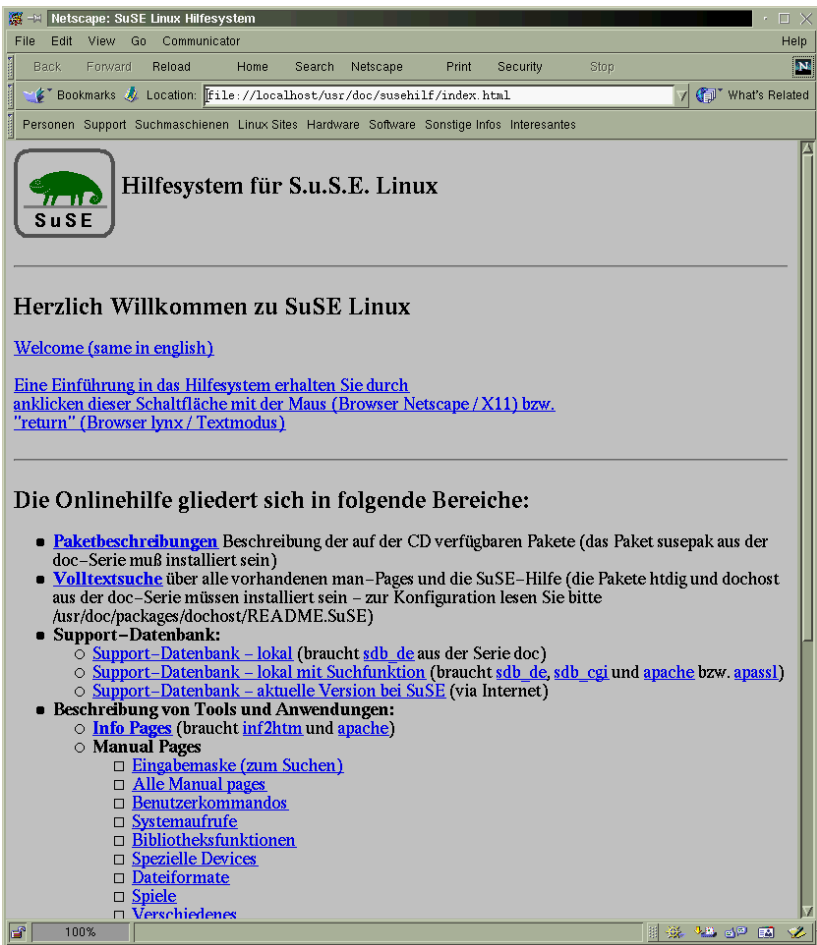 Netscape: SuSE Linux Hilfesystem
File Edit View Go Communicator Help
Back Forward Reload Home Search Netscape Print Security Stop
N
Bookmarks Location: file://localhost/usr/doc/susehilf/index.html What's Related
Personen Support Suchmaschienen Linux Sites Hardware Software Sonstige Infos Interesantes
SuSE
Hilfesystem für S.u.S.E. Linux
Herzlich Willkommen zu SuSE Linux
Welcome (same in english)
Eine Einführung in das Hilfesystem erhalten Sie durch
anklicken dieser Schaltfläche mit der Maus (Browser Netscape / X11) bzw.
"return" (Browser lynx / Textmodus)
Die Onlinehilfe gliedert sich in folgende Bereiche:
Paketbeschreibungen Beschreibung der auf der CD verfügbaren Pakete (das Paket susepak aus der
doc-Serie muß installiert sein)
Volltextsuche über alle vorhandenen man-Pages und die SuSE-Hilfe (die Pakete htdig und dochost
aus der doc-Serie müssen installiert sein - zur Konfiguration lesen Sie bitte
/usr/doc/packages/dochost/README.SuSE)
Support-Datenbank:
Support-Datenbank - lokal (braucht sdb_de aus der Serie doc)
Support-Datenbank - lokal mit Suchfunktion (braucht sdb_de, sdb_cgi und apache bzw. apassl)
Support-Datenbank - aktuelle Version bei SuSE (via Internet)
Beschreibung von Tools und Anwendungen:
Info Pages (braucht inf2htm und apache)
Manual Pages
Eingabemaske (zum Suchen)
Alle Manual pages
Benutzerkommandos
Systemaufrufe
Bibliotheksfunktionen
Spezielle Devices
Dateiformate
Spiele
Verschiedenes
100%